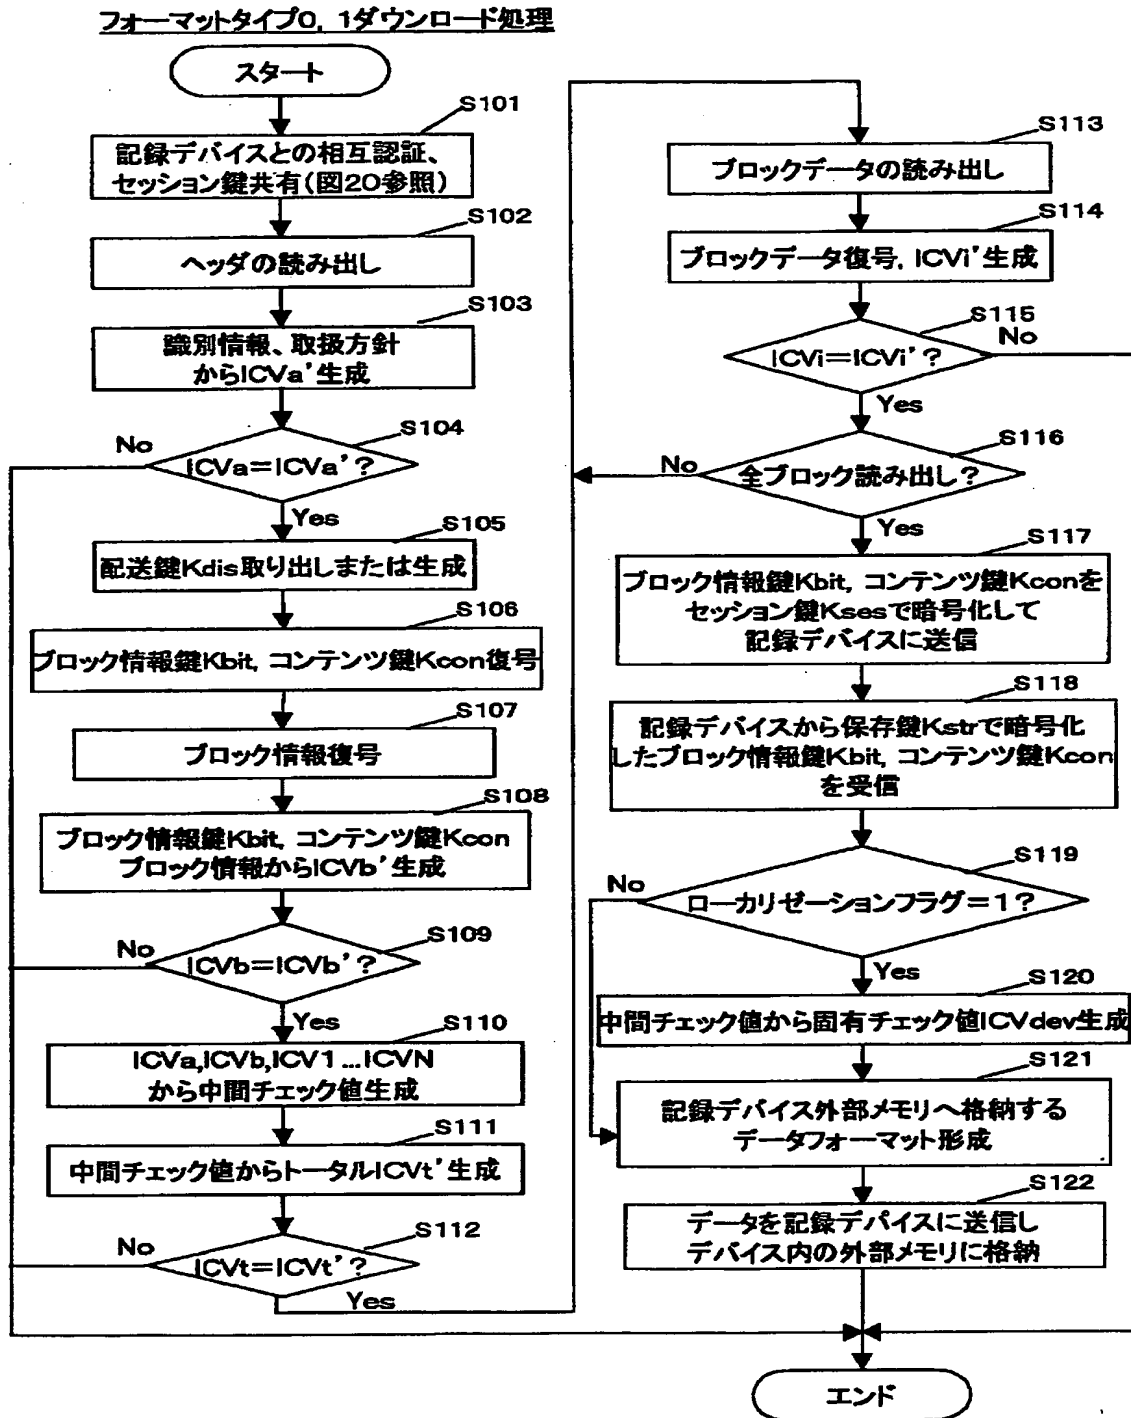 フォーマットタイプ0, 1ダウンロード処理
スタート
S101
記録デバイスとの相互認証、
セッション鍵共有(図20参照)
S102
ヘッダの読み出し
S103
識別情報、取扱方針
からICVa'生成
S104
No
ICVa=ICVa'?
Yes
S105
配送鍵Kdis取り出しまたは生成
S106
ブロック情報鍵Kbit, コンテンツ鍵Kcon復号
S107
ブロック情報復号
S108
ブロック情報鍵Kbit, コンテンツ鍵Kcon
ブロック情報からICVb'生成
S109
No
ICVb=ICVb'?
Yes
S110
ICVa,ICVb,ICV1...ICVN
から中間チェック値生成
S111
中間チェック値からトータルICVt'生成
S112
No
ICVt=ICVt'?
Yes
S113
ブロックデータの読み出し
S114
ブロックデータ復号, ICVi'生成
S115
No
ICVi=ICVi'?
Yes
S116
No
全ブロック読み出し?
Yes
S117
ブロック情報鍵Kbit, コンテンツ鍵Kconを
セッション鍵Ksesで暗号化して
記録デバイスに送信
S118
記録デバイスから保存鍵Kstrで暗号化
したブロック情報鍵Kbit, コンテンツ鍵Kcon
を受信
S119
No
ローカリゼーションフラグ=1?
Yes
S120
中間チェック値から固有チェック値ICVdev生成
S121
記録デバイス外部メモリへ格納する
データフォーマット形成
S122
データを記録デバイスに送信し
デバイス内の外部メモリに格納
エンド